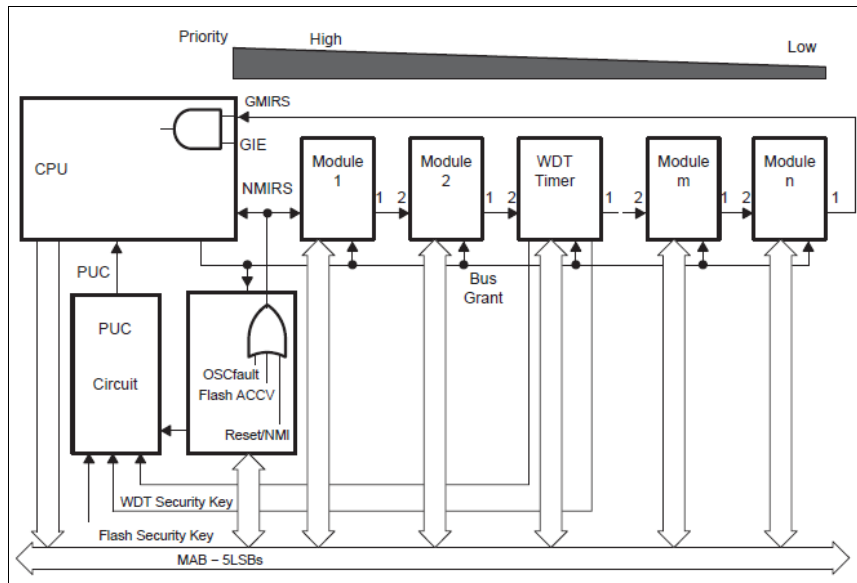 Priority
High
Low
GMIRS
GIE
CPU
NMIRS
Module
1
Module
2
WDT
Timer
Module
m
Module
n
1
2
1
2
1
2
1
2
1
PUC
Bus
Grant
PUC
Circuit
OSCfault
Flash ACCV
Reset/NMI
WDT Security Key
Flash Security Key
MAB – 5LSBs